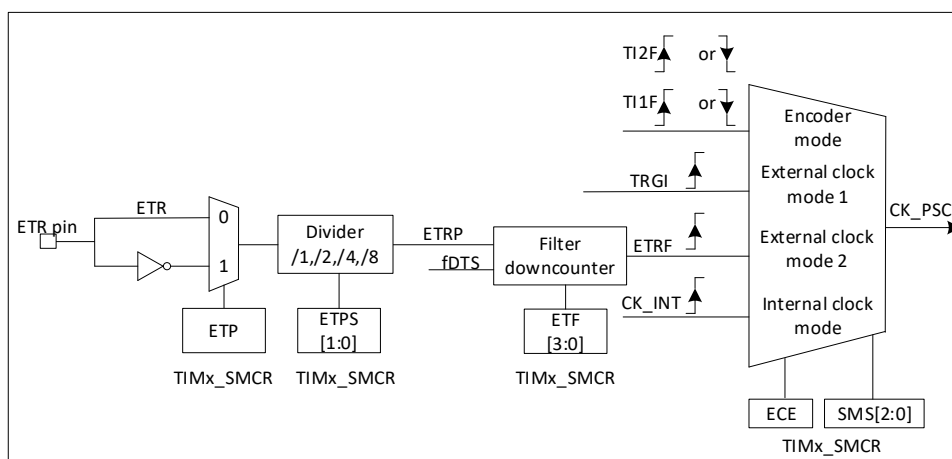 TI2F or
TI1F or
Encoder
mode
TRGI
External clock
mode 1
CK_PSC
ETR
ETR pin
0
1
Divider
/1,/2,/4,/8
ETRP
fDTS
Filter
downcounter
ETRF
External clock
mode 2
CK_INT
Internal clock
mode
ETP
ETPS
[1:0]
ETF
[3:0]
TIMx_SMCR
TIMx_SMCR
TIMx_SMCR
ECE
SMS[2:0]
TIMx_SMCR